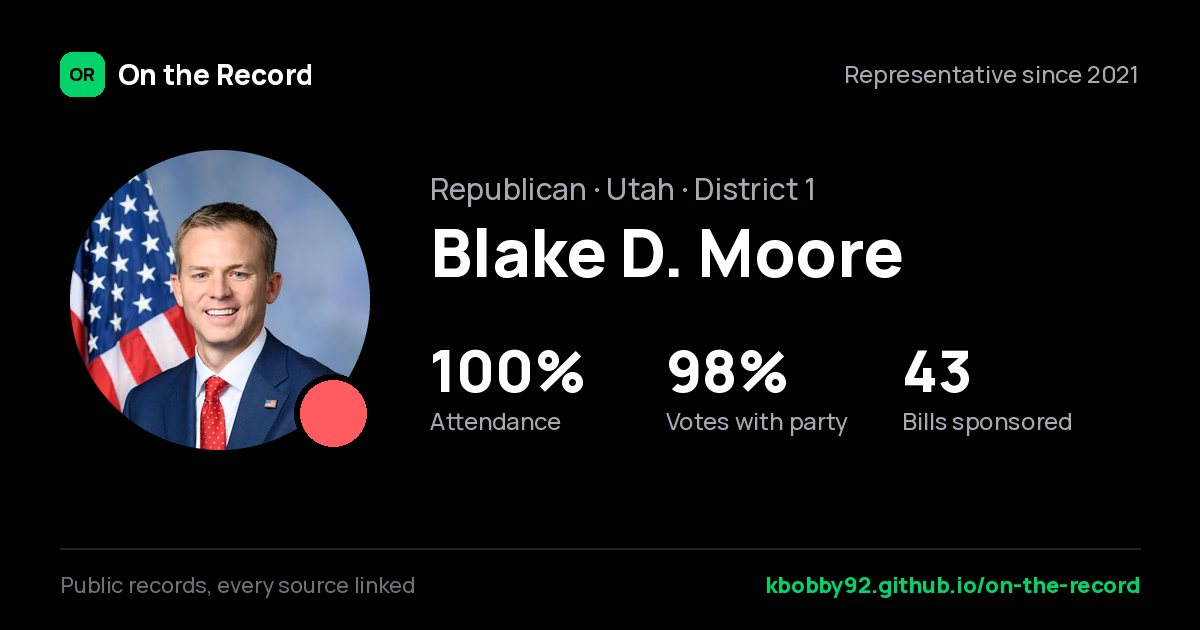 OR On the Record
Representative since 2021
Republican · Utah · District 1
Blake D. Moore
100% 98% 43
Attendance Votes with party Bills sponsored
Public records, every source linked
kbobby92.github.io/on-the-record